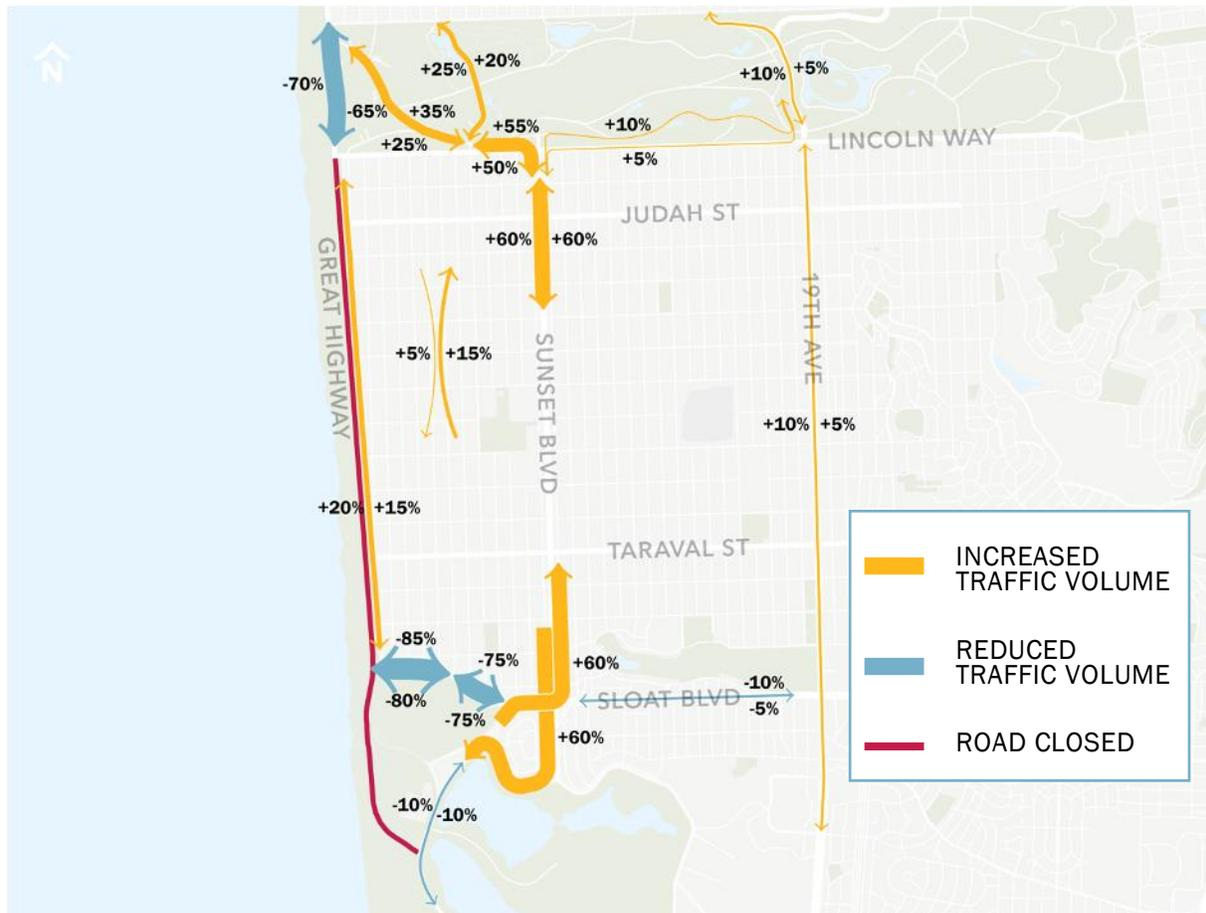 N
-70%
+25%
+20%
+10%
+5%
-65%
+35%
+25%
+55%
+50%
+10%
+5%
LINCOLN WAY
JUDAH ST
+60%
+60%
GREAT HIGHWAY
+5%
+15%
SUNSET BLVD
19TH AVE
+10%
+5%
+20%
+15%
TARAVAL ST
INCREASED
TRAFFIC VOLUME
REDUCED
TRAFFIC VOLUME
ROAD CLOSED
-85%
-80%
-75%
-75%
+60%
SLOAT BLVD
-10%
-5%
+60%
-10%
-10%